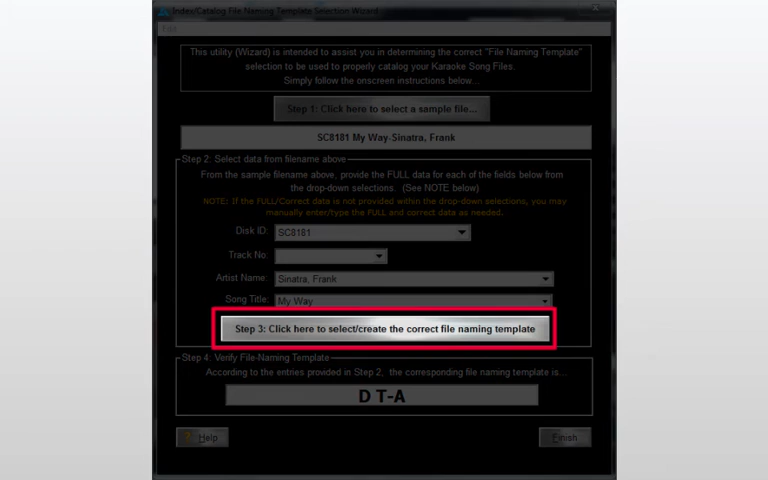 Index/Catalog File Naming Template Selection Wizard
Exit
This utility (Wizard) is intended to assist you in determining the correct "File Naming Template"
selection to be used to properly catalog your Karaoke Song Files.
Simply follow the onscreen instructions below...
Step 1: Click here to select a sample file...
SC8181 My Way-Sinatra, Frank
Step 2: Select data from filename above
From the sample filename above, provide the FULL data for each of the fields below from
the drop-down selections. (See NOTE below)
NOTE: If the FULL/Correct data is not provided within the drop-down selections, you may
manually enter/type the FULL and correct data as needed.
Disk ID: SC8181
Track No:
Artist Name: Sinatra, Frank
Song Title: My Way
Step 3: Click here to select/create the correct file naming template
Step 4: Verify File-Naming Template
According to the entries provided in Step 2, the corresponding file naming template is...
D T-A
? Help
Finish